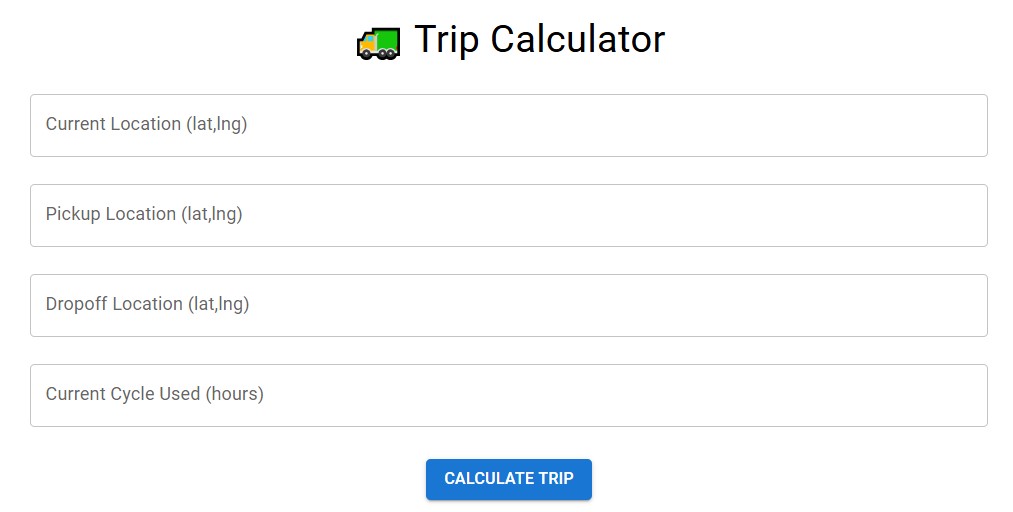 Trip Calculator
Current Location (lat,lng)
Pickup Location (lat,lng)
Dropoff Location (lat,lng)
Current Cycle Used (hours)
CALCULATE TRIP